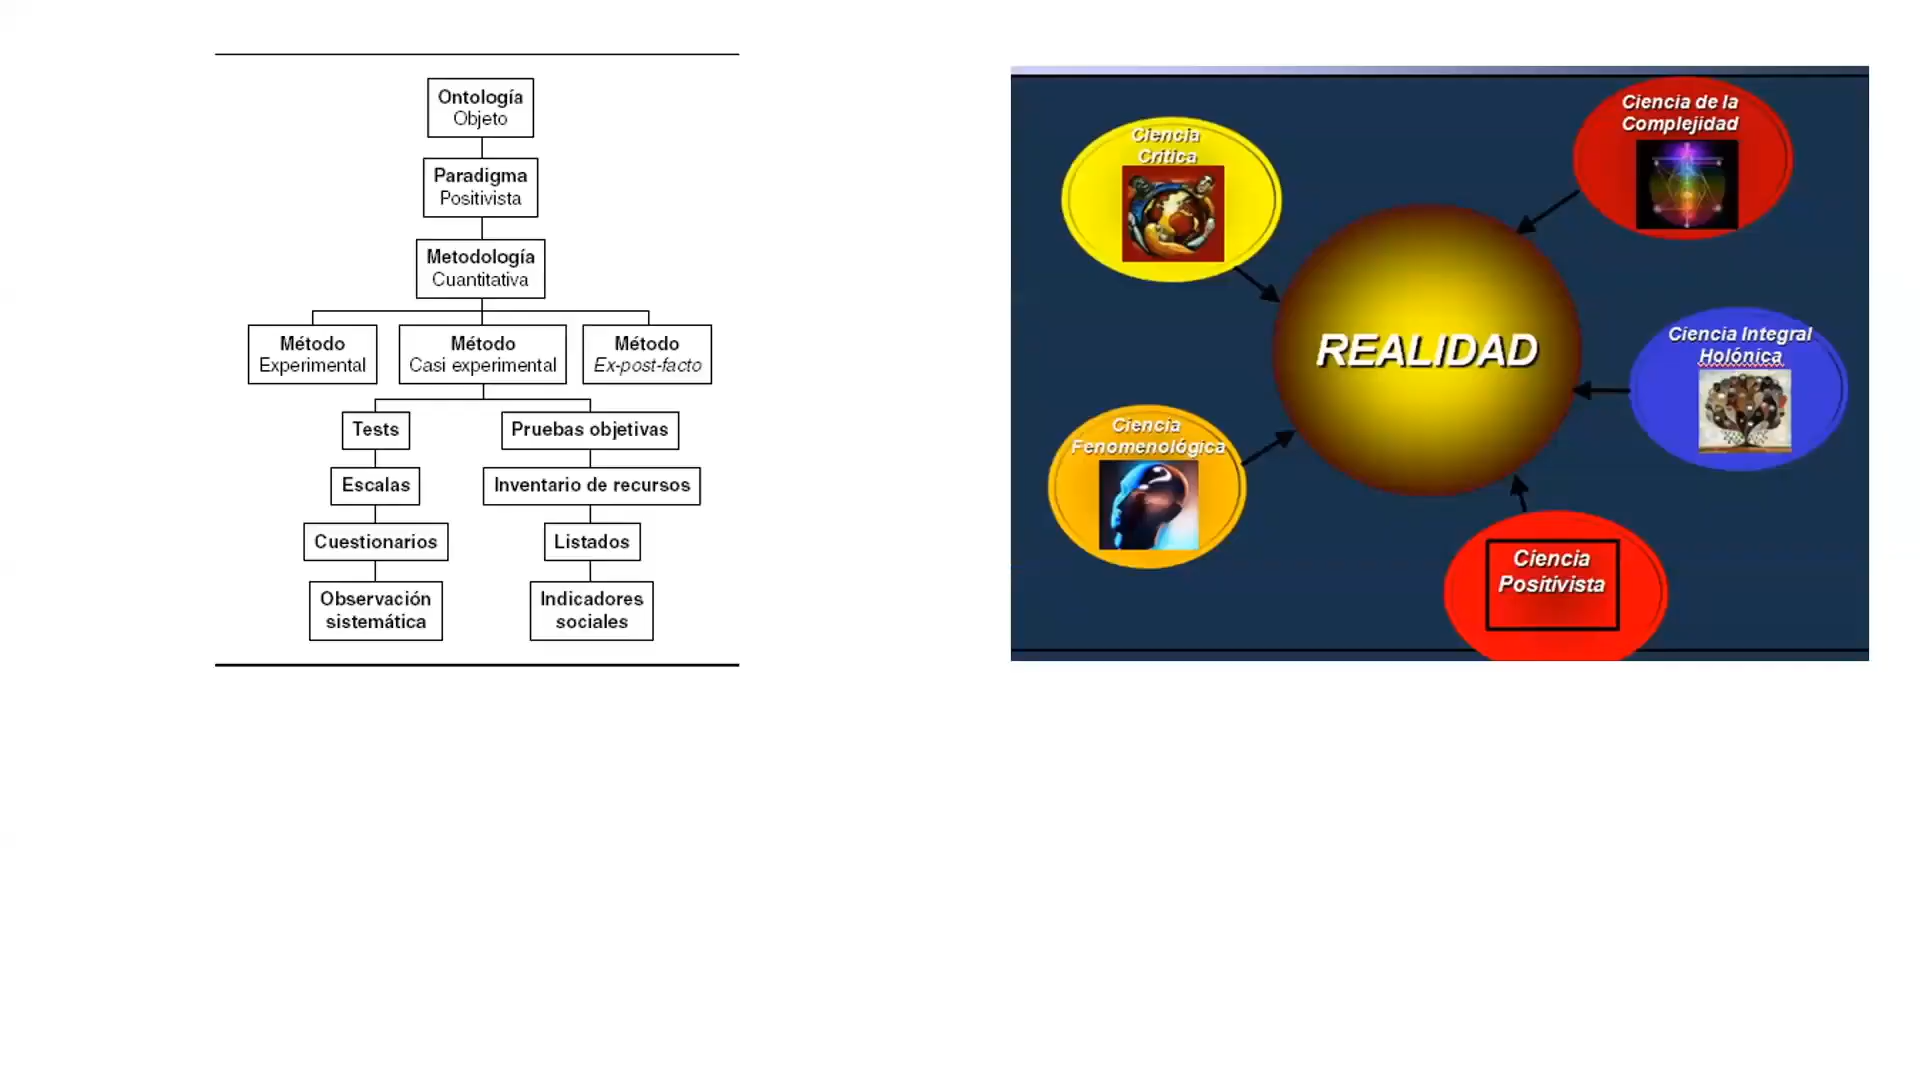 Ontología
Objeto
Paradigma
Positivista
Metodología
Cuantitativa
Método
Experimental
Método
Casi experimental
Método
Ex-post-facto
Tests
Pruebas objetivas
Escalas
Inventario de recursos
Cuestionarios
Listados
Observación
sistemática
Indicadores
sociales
Ciencia
Crítica
Ciencia de la
Complejidad
REALIDAD
Ciencia Integral
Holónica
Ciencia
Fenomenológica
Ciencia
Positivista